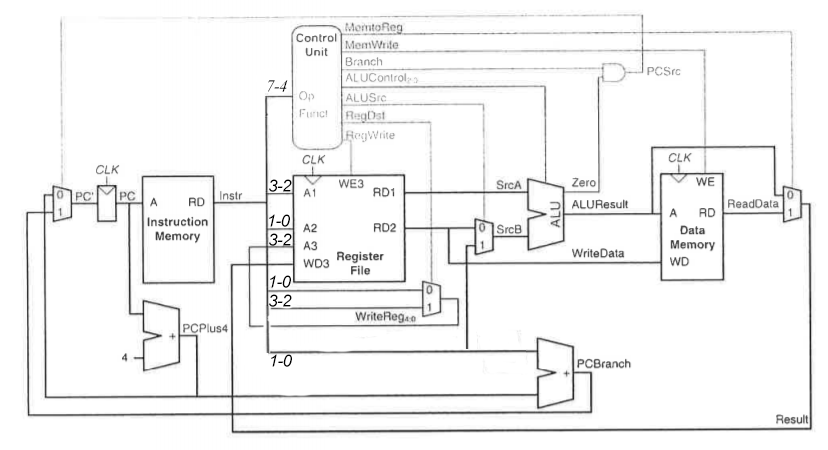 MemtoReg
Control
Unit
MemWrite
Branch
ALUControl2:0
PCSrc
7-4
Op
ALUSrc
Funct
RegDst
RegWrite
CLK
CLK
CLK
3-2
0
1
PC'
PC
A
RD
Instr
A1
WE3
RD1
SrcA
Zero
WE
ALU
ALUResult
A
RD
ReadData
0
1
Instruction
Memory
1-0
A2
RD2
0
1
SrcB
Data
Memory
3-2
A3
Register
File
WD3
WriteData
WD
1-0
0
1
3-2
WriteReg4:0
PCPlus4
+
4
1-0
PCBranch
+
Result